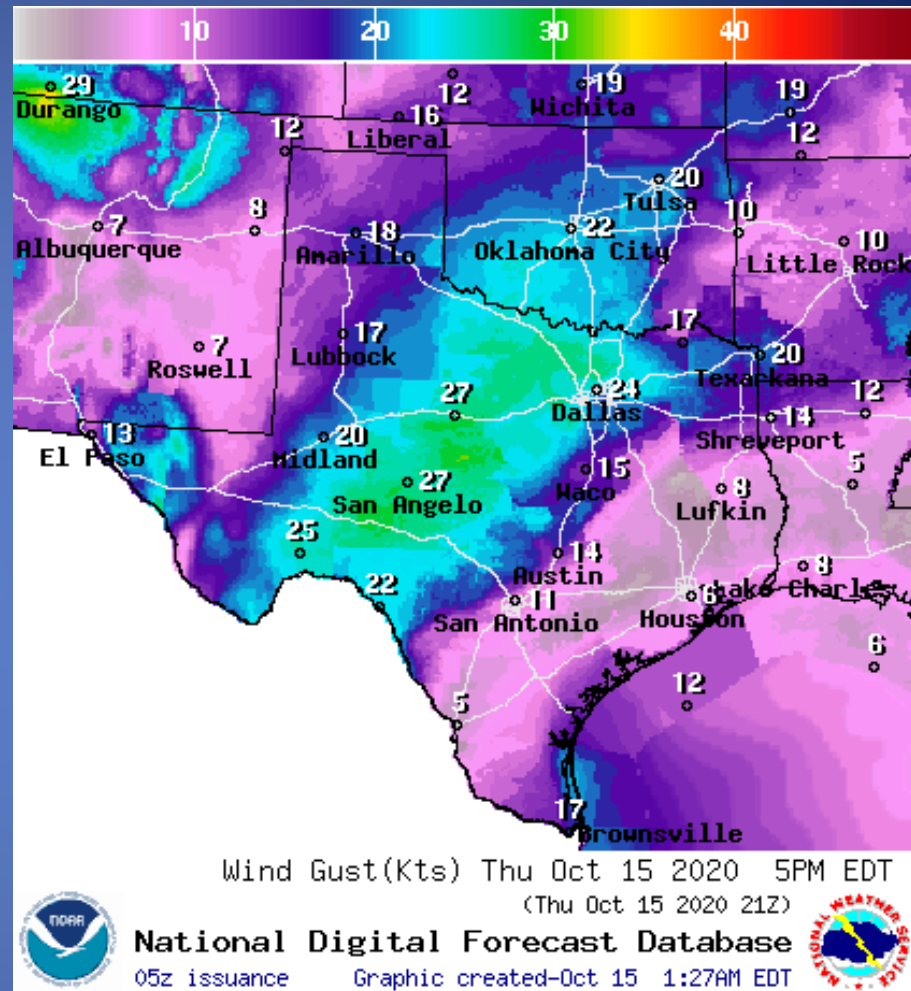 10 20 30 40
29
Durango
12
19
Wichita
19
16
Liberal
12
12
20
Tulsa
7
Albuquerque
8
18
Amarillo
22
Oklahoma City
10
10
Little Rock
7
Roswell
17
Lubbock
17
20
Texarkana
13
El Paso
20
Midland
27
24
Dallas
14
Shreveport
12
27
San Angelo
15
Waco
8
Lufkin
5
25
14
Austin
8
Lake Charles
22
11
San Antonio
6
Houston
6
12
5
17
Brownsville
Wind Gust(Kts) Thu Oct 15 2020 5PM EDT
(Thu Oct 15 2020 21Z)
National Digital Forecast Database
05z issuance Graphic created-Oct 15 1:27AM EDT
NOAA
NATIONAL WEATHER SERVICE